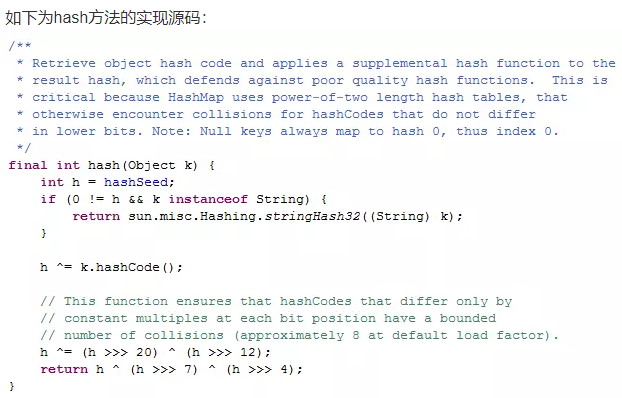 如下为hash方法的实现源码：
/**
 * Retrieve object hash code and applies a supplemental hash function to the
 * result hash, which defends against poor quality hash functions.  This is
 * critical because HashMap uses power-of-two length hash tables, that
 * otherwise encounter collisions for hashCodes that do not differ
 * in lower bits. Note: Null keys always map to hash 0, thus index 0.
 */
final int hash(Object k) {
    int h = hashSeed;
    if (0 != h && k instanceof String) {
        return sun.misc.Hashing.stringHash32((String) k);
    }

    h ^= k.hashCode();

    // This function ensures that hashCodes that differ only by
    // constant multiples at each bit position have a bounded
    // number of collisions (approximately 8 at default load factor).
    h ^= (h >>> 20) ^ (h >>> 12);
    return h ^ (h >>> 7) ^ (h >>> 4);
}